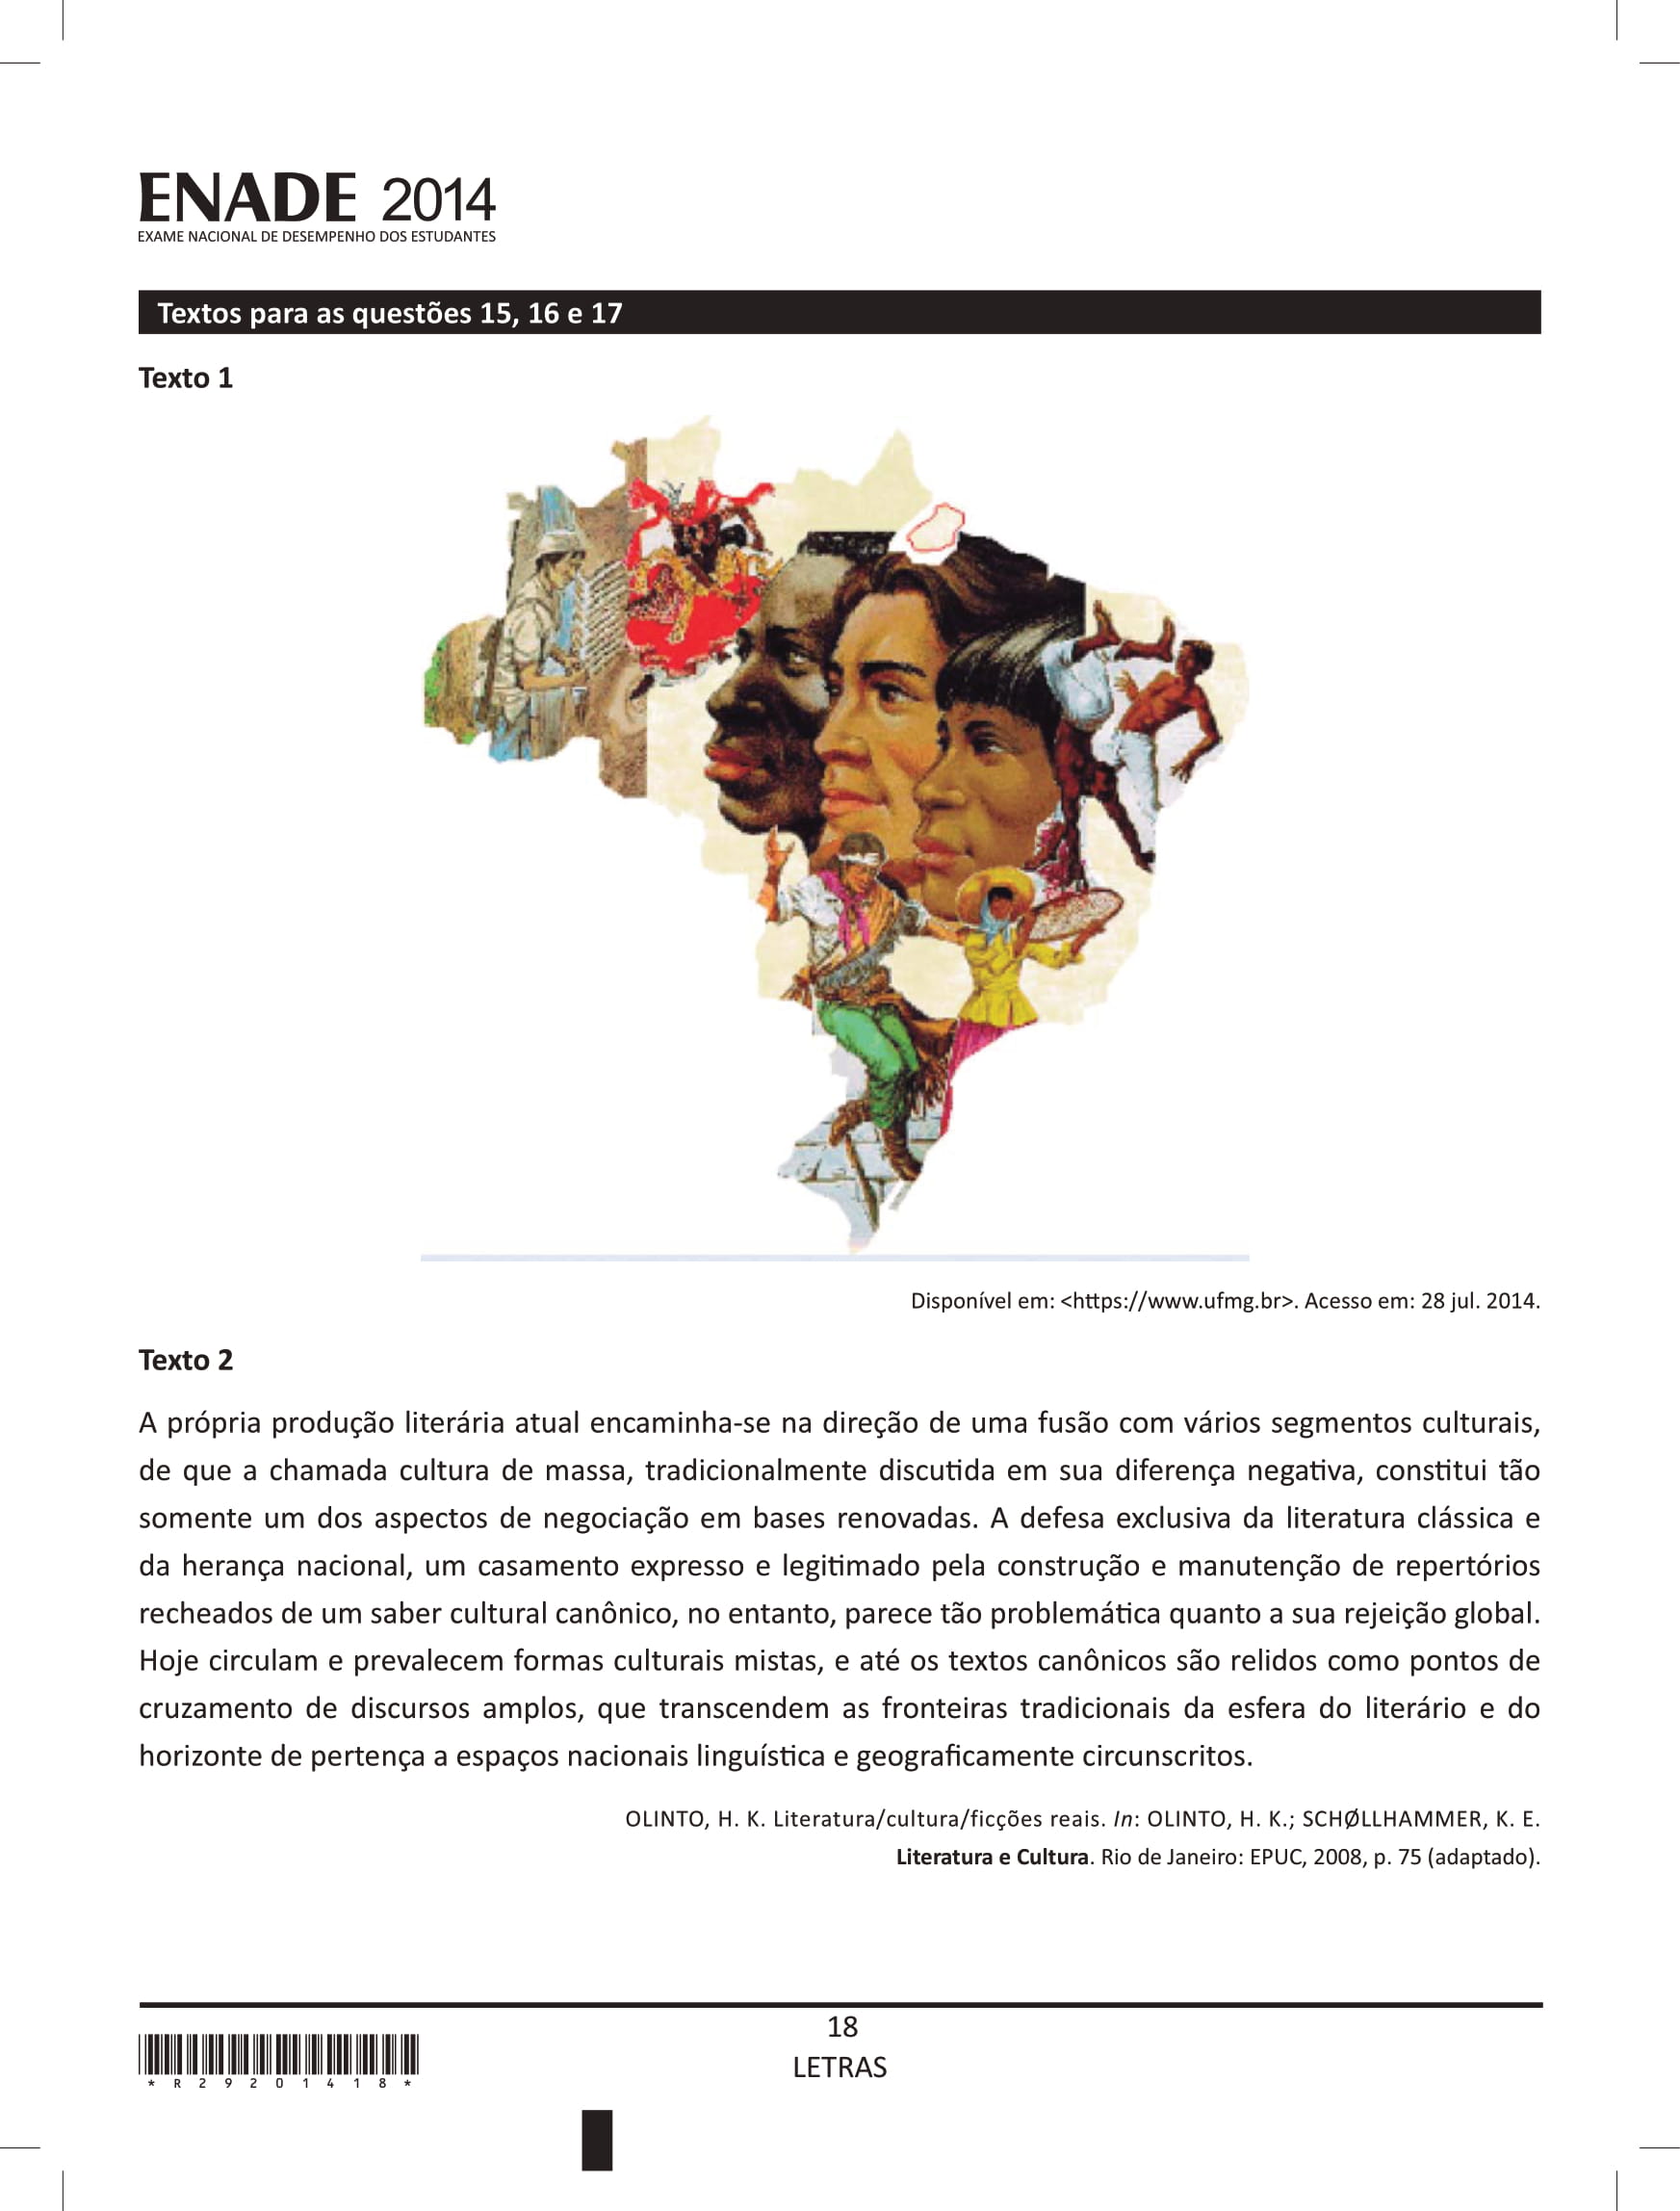 ENADE 2014
EXAME NACIONAL DE DESEMPENHO DOS ESTUDANTES
Textos para as questões 15, 16 e 17
Texto 1
Disponível em: <https://www.ufmg.br>. Acesso em: 28 jul. 2014.
Texto 2
A própria produção literária atual encaminha-se na direção de uma fusão com vários segmentos culturais,
de que a chamada cultura de massa, tradicionalmente discutida em sua diferença negativa, constitui tão
somente um dos aspectos de negociação em bases renovadas. A defesa exclusiva da literatura clássica e
da herança nacional, um casamento expresso e legitimado pela construção e manutenção de repertórios
recheados de um saber cultural canônico, no entanto, parece tão problemática quanto a sua rejeição global.
Hoje circulam e prevalecem formas culturais mistas, e até os textos canônicos são relidos como pontos de
cruzamento de discursos amplos, que transcendem as fronteiras tradicionais da esfera do literário e do
horizonte de pertença a espaços nacionais linguística e geograficamente circunscritos.
OLINTO, H. K. Literatura/cultura/ficções reais. In: OLINTO, H. K.; SCHØLLHAMMER, K. E.
Literatura e Cultura. Rio de Janeiro: EPUC, 2008, p. 75 (adaptado).
18
LETRAS
* R 2 9 2 0 1 4 1 8 *